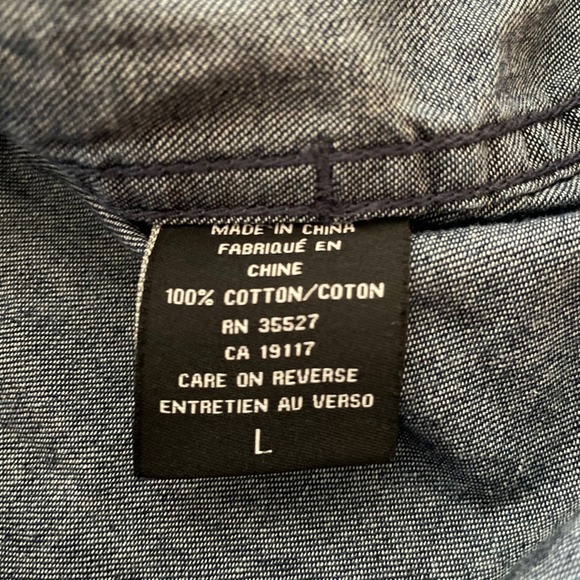 MADE IN CHINA
FABRIQUÉ EN
CHINE
100% COTTON/COTON
RN 35527
CA 19117
CARE ON REVERSE
ENTRETIEN AU VERSO
L